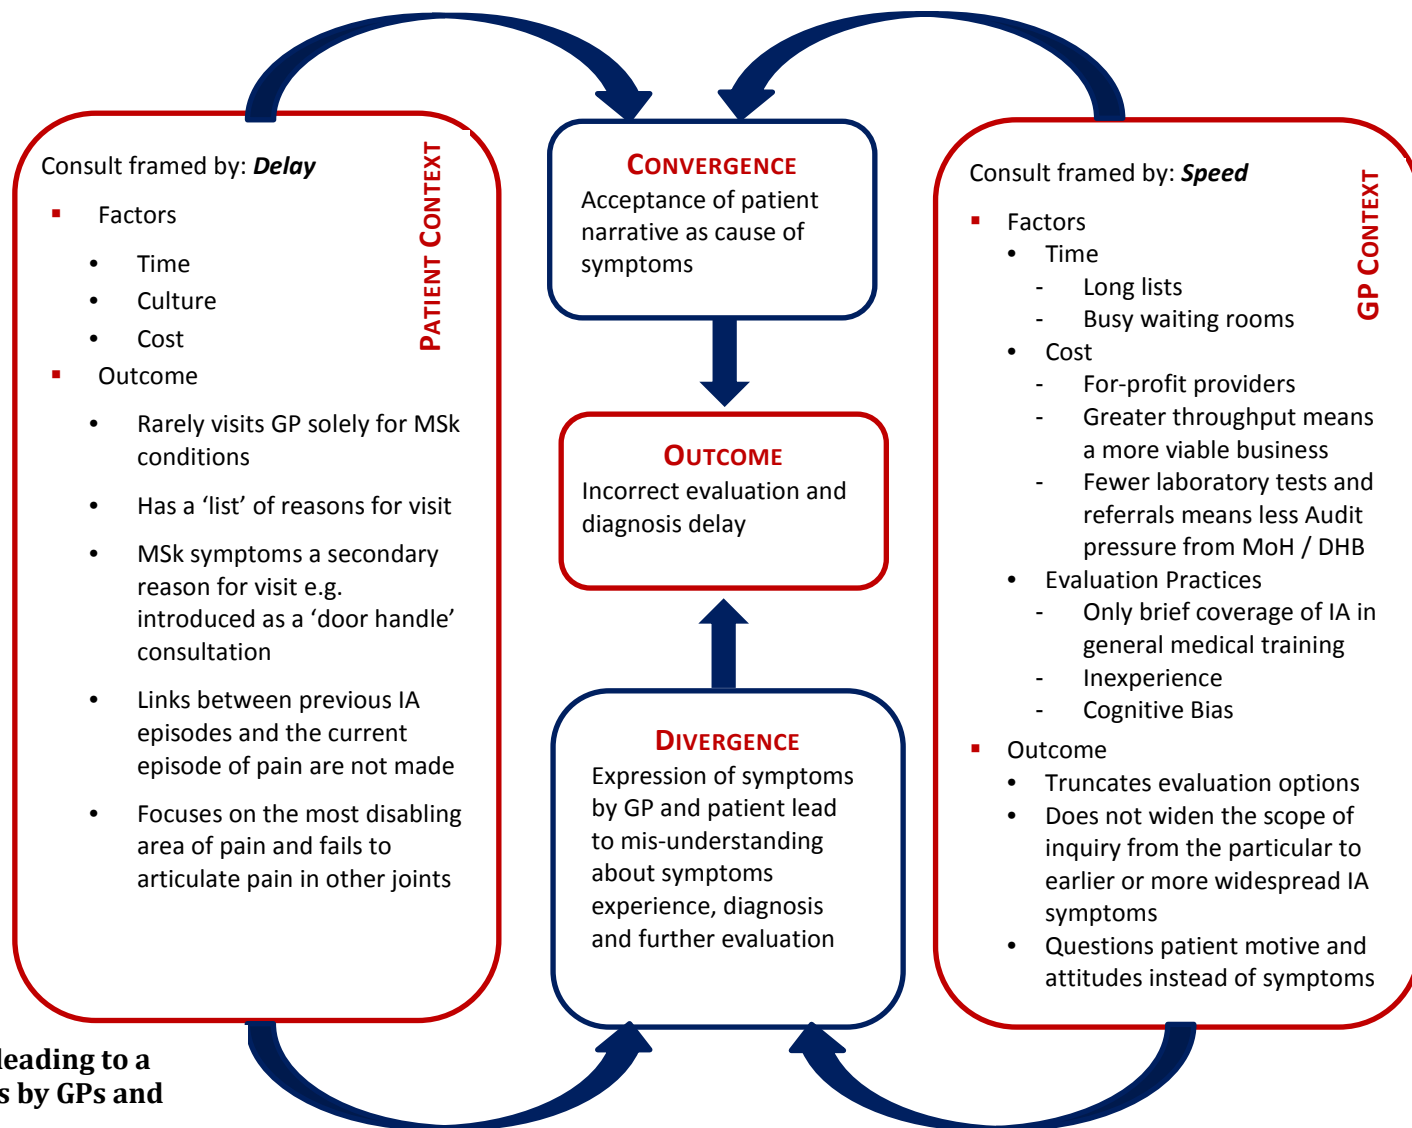 Consult framed by: Delay
PATIENT CONTEXT
▪ Factors
• Time
• Culture
• Cost
▪ Outcome
• Rarely visits GP solely for MSk
conditions
• Has a ‘list’ of reasons for visit
• MSk symptoms a secondary
reason for visit e.g.
introduced as a ‘door handle’
consultation
• Links between previous IA
episodes and the current
episode of pain are not made
• Focuses on the most disabling
area of pain and fails to
articulate pain in other joints
CONVERGENCE
Acceptance of patient
narrative as cause of
symptoms
OUTCOME
Incorrect evaluation and
diagnosis delay
DIVERGENCE
Expression of symptoms
by GP and patient lead
to mis-understanding
about symptoms
experience, diagnosis
and further evaluation
Consult framed by: Speed
GP CONTEXT
▪ Factors
• Time
- Long lists
- Busy waiting rooms
• Cost
- For-profit providers
- Greater throughput means
a more viable business
- Fewer laboratory tests and
referrals means less Audit
pressure from MoH / DHB
• Evaluation Practices
- Only brief coverage of IA in
general medical training
- Inexperience
- Cognitive Bias
▪ Outcome
• Truncates evaluation options
• Does not widen the scope of
inquiry from the particular to
earlier or more widespread IA
symptoms
• Questions patient motive and
attitudes instead of symptoms
leading to a
s by GPs and